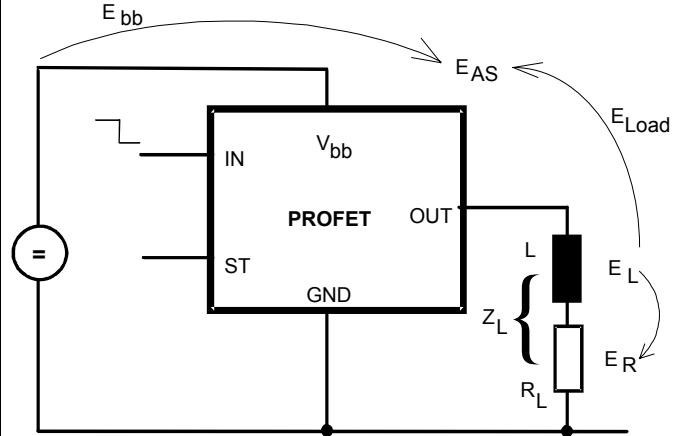 E bb
E AS
E Load
V bb
IN
PROFET
OUT
ST
L
E L
GND
Z L
=
E R
R L